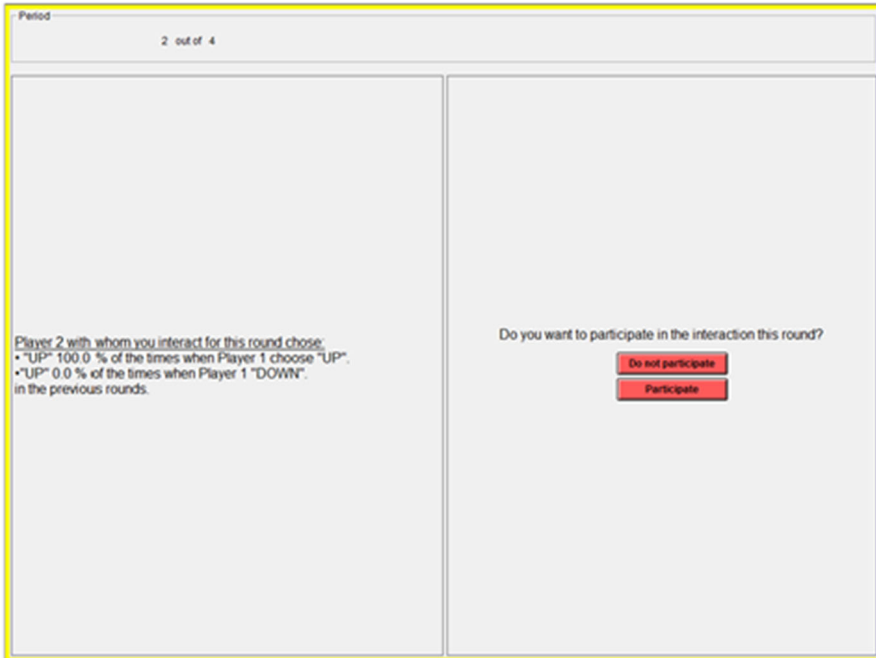 Period
2 out of 4
Player 2 with whom you interact for this round chose:
• "UP" 100.0 % of the times when Player 1 choose "UP".
•"UP" 0.0 % of the times when Player 1 "DOWN".
in the previous rounds.
Do you want to participate in the interaction this round?
Do not participate
Participate